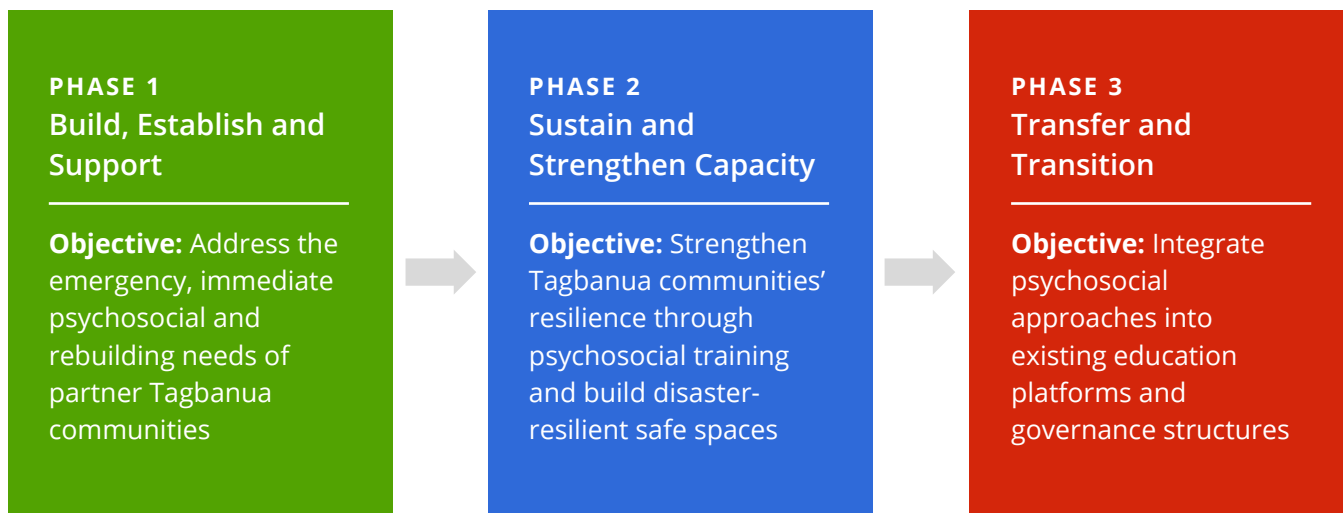 PHASE 1
Build, Establish and
Support
Objective: Address the
emergency, immediate
psychosocial and
rebuilding needs of
partner Tagbanua
communities
PHASE 2
Sustain and
Strengthen Capacity
Objective: Strengthen
Tagbanua communities’
resilience through
psychosocial training
and build disaster-
resilient safe spaces
PHASE 3
Transfer and
Transition
Objective: Integrate
psychosocial
approaches into
existing education
platforms and
governance structures